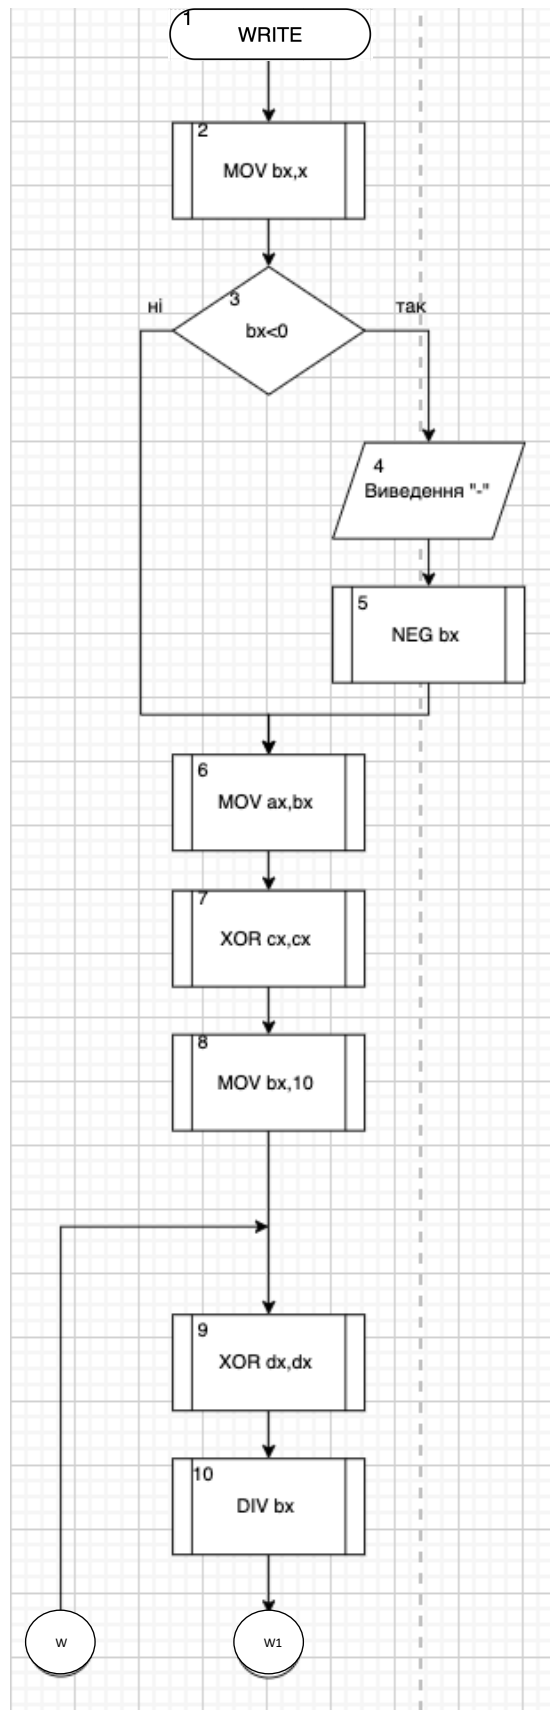 1
WRITE
2
MOV bx,x
3
ні
так
bx<0
4
Виведення "-"
5
NEG bx
6
MOV ax,bx
7
XOR cx,cx
8
MOV bx,10
9
XOR dx,dx
10
DIV bx
W
W1